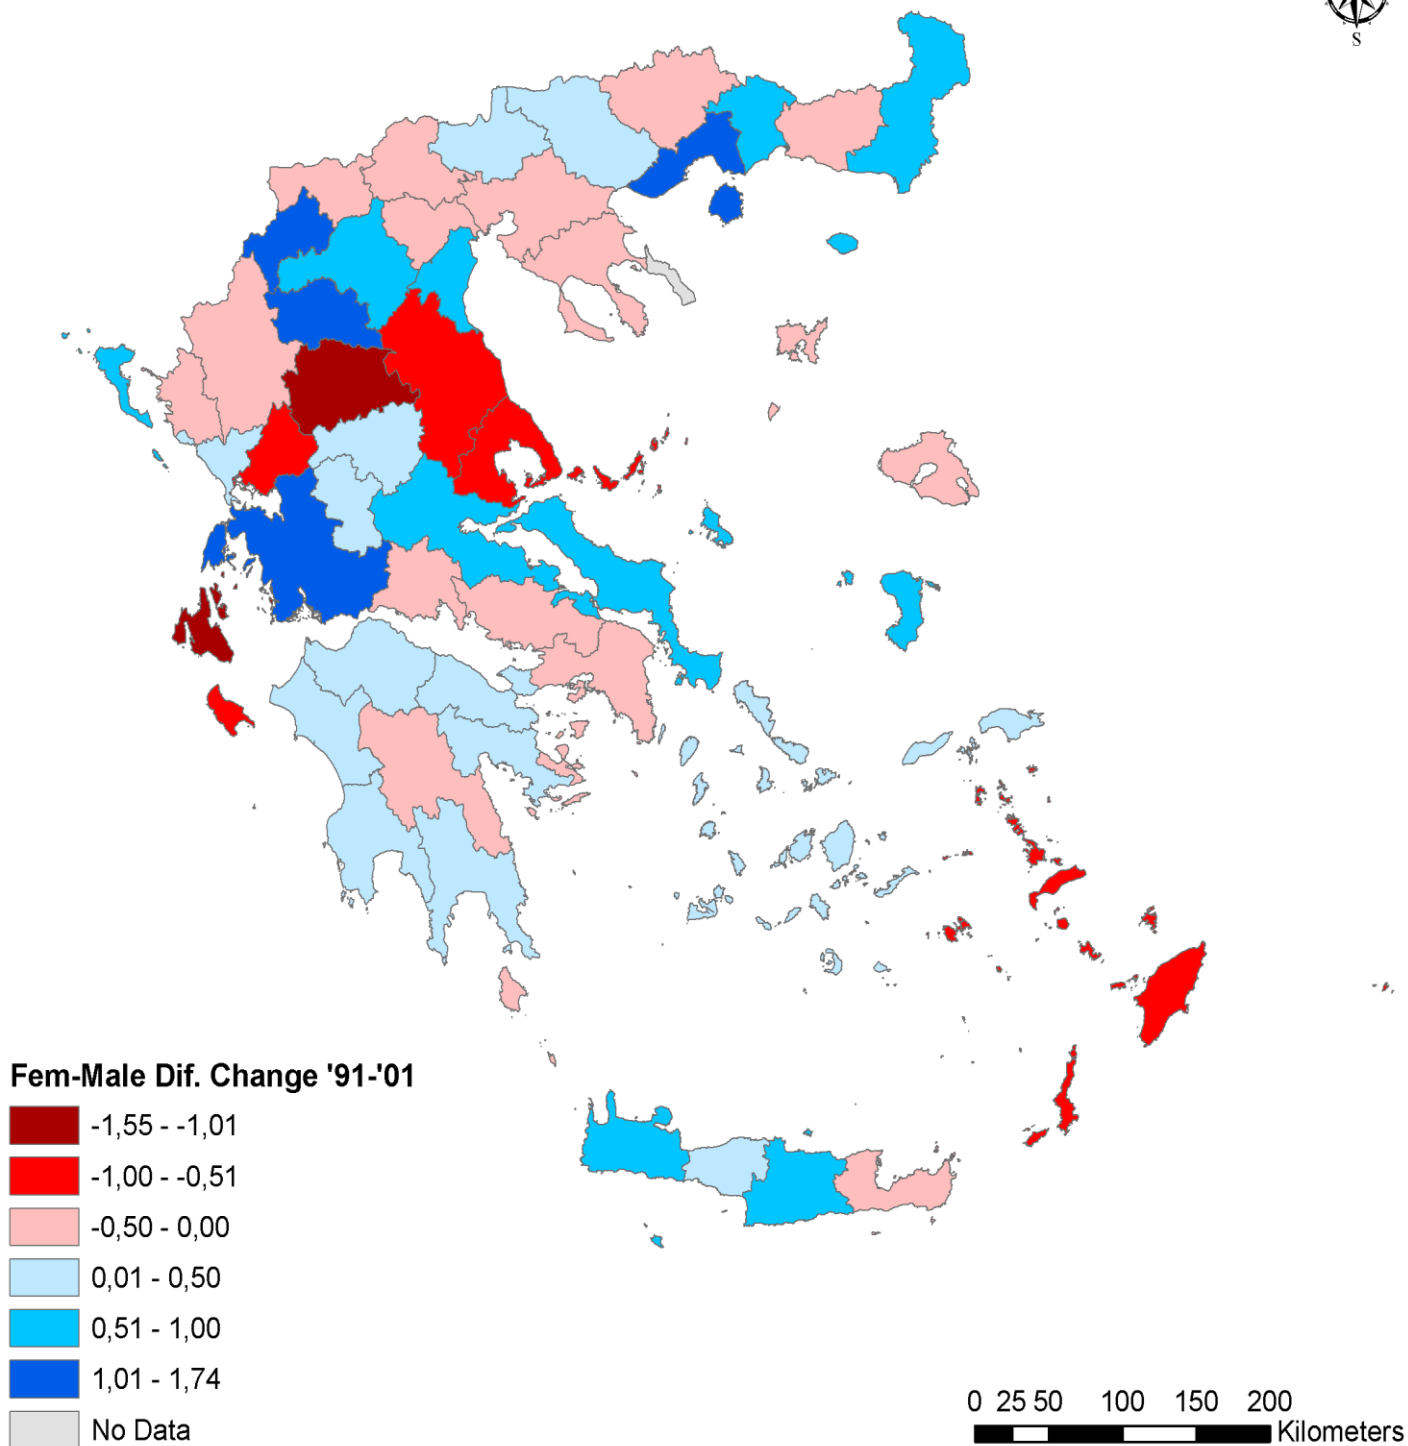 S
Fem-Male Dif. Change '91-'01
-1,55 - -1,01
-1,00 - -0,51
-0,50 - 0,00
0,01 - 0,50
0,51 - 1,00
1,01 - 1,74
No Data
0 25 50 100 150 200
Kilometers